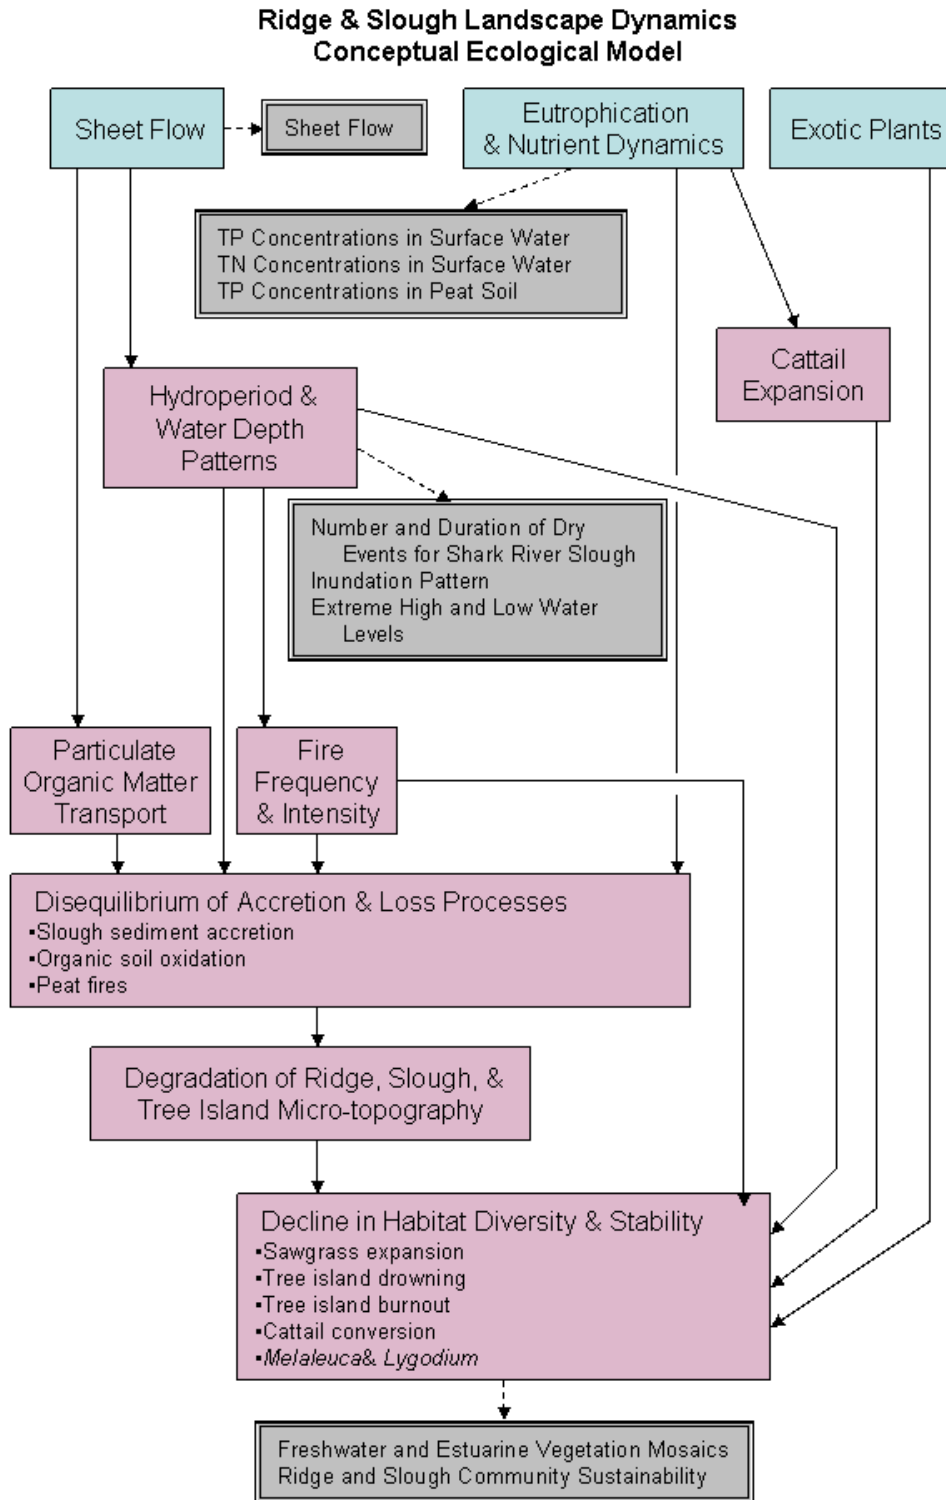 Ridge & Slough Landscape Dynamics
Conceptual Ecological Model
Sheet Flow
Sheet Flow
Eutrophication
& Nutrient Dynamics
Exotic Plants
TP Concentrations in Surface Water
TN Concentrations in Surface Water
TP Concentrations in Peat Soil
Cattail
Expansion
Hydroperiod &
Water Depth
Patterns
Number and Duration of Dry
Events for Shark River Slough
Inundation Pattern
Extreme High and Low Water
Levels
Particulate
Organic Matter
Transport
Fire
Frequency
& Intensity
Disequilibrium of Accretion & Loss Processes
▪Slough sediment accretion
▪Organic soil oxidation
▪Peat fires
Degradation of Ridge, Slough, &
Tree Island Micro-topography
Decline in Habitat Diversity & Stability
▪Sawgrass expansion
▪Tree island drowning
▪Tree island burnout
▪Cattail conversion
▪Melaleuca& Lygodium
Freshwater and Estuarine Vegetation Mosaics
Ridge and Slough Community Sustainability